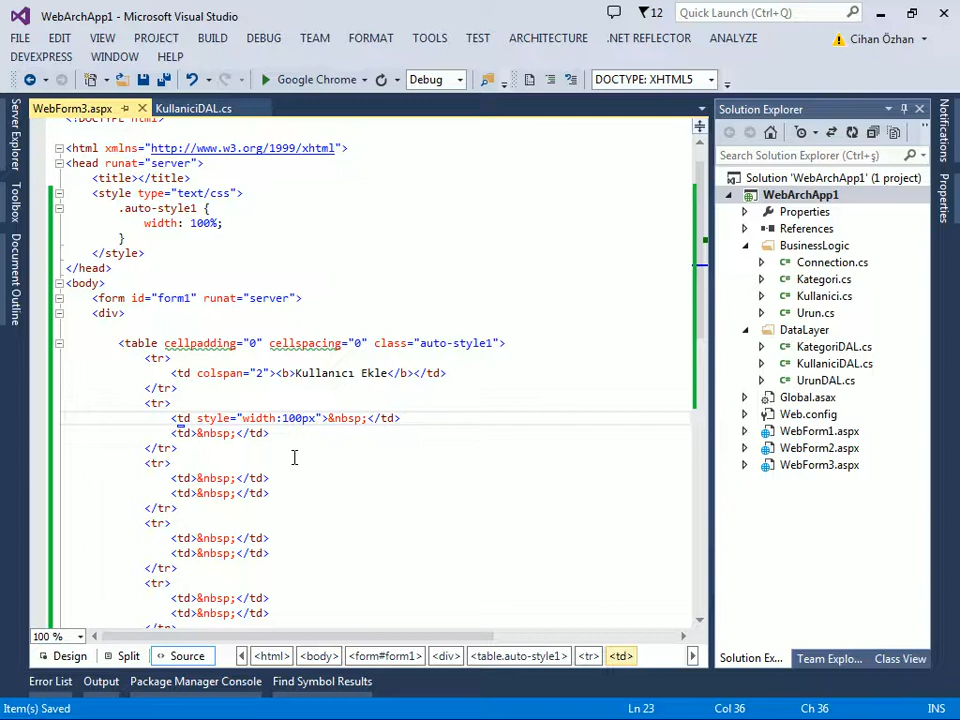 WebArchApp1 - Microsoft Visual Studio
12
Quick Launch (Ctrl+Q)
FILE EDIT VIEW PROJECT BUILD DEBUG TEAM FORMAT TOOLS TEST ARCHITECTURE .NET REFLECTOR ANALYZE
Cihan Özhan
DEVEXPRESS WINDOW HELP
Google Chrome Debug DOCTYPE: XHTML5
WebForm3.aspx KullaniciDAL.cs
<!DOCTYPE html>
<html xmlns="http://www.w3.org/1999/xhtml">
<head runat="server">
<title></title>
<style type="text/css">
.auto-style1 {
width: 100%;
}
</style>
</head>
<body>
<form id="form1" runat="server">
<div>
<table cellpadding="0" cellspacing="0" class="auto-style1">
<tr>
<td colspan="2"><b>Kullanıcı Ekle</b></td>
</tr>
<tr>
<td style="width:100px">&nbsp;</td>
<td>&nbsp;</td>
</tr>
<tr>
<td>&nbsp;</td>
<td>&nbsp;</td>
</tr>
<tr>
<td>&nbsp;</td>
<td>&nbsp;</td>
</tr>
<tr>
<td>&nbsp;</td>
<td>&nbsp;</td>
</tr>
100 %
Design Split Source <html> <body> <form#form1> <div> <table.auto-style1> <tr> <td>
Error List Output Package Manager Console Find Symbol Results
Item(s) Saved Ln 23 Col 36 Ch 36 INS
Server Explorer
Toolbox
Document Outline
Solution Explorer
Search Solution Explorer (Ctrl+ş)
Solution 'WebArchApp1' (1 project)
WebArchApp1
Properties
References
BusinessLogic
Connection.cs
Kategori.cs
Kullanici.cs
Urun.cs
DataLayer
KategoriDAL.cs
KullaniciDAL.cs
UrunDAL.cs
Global.asax
Web.config
WebForm1.aspx
WebForm2.aspx
WebForm3.aspx
Solution Ex... Team Explo... Class View
Notifications
Properties